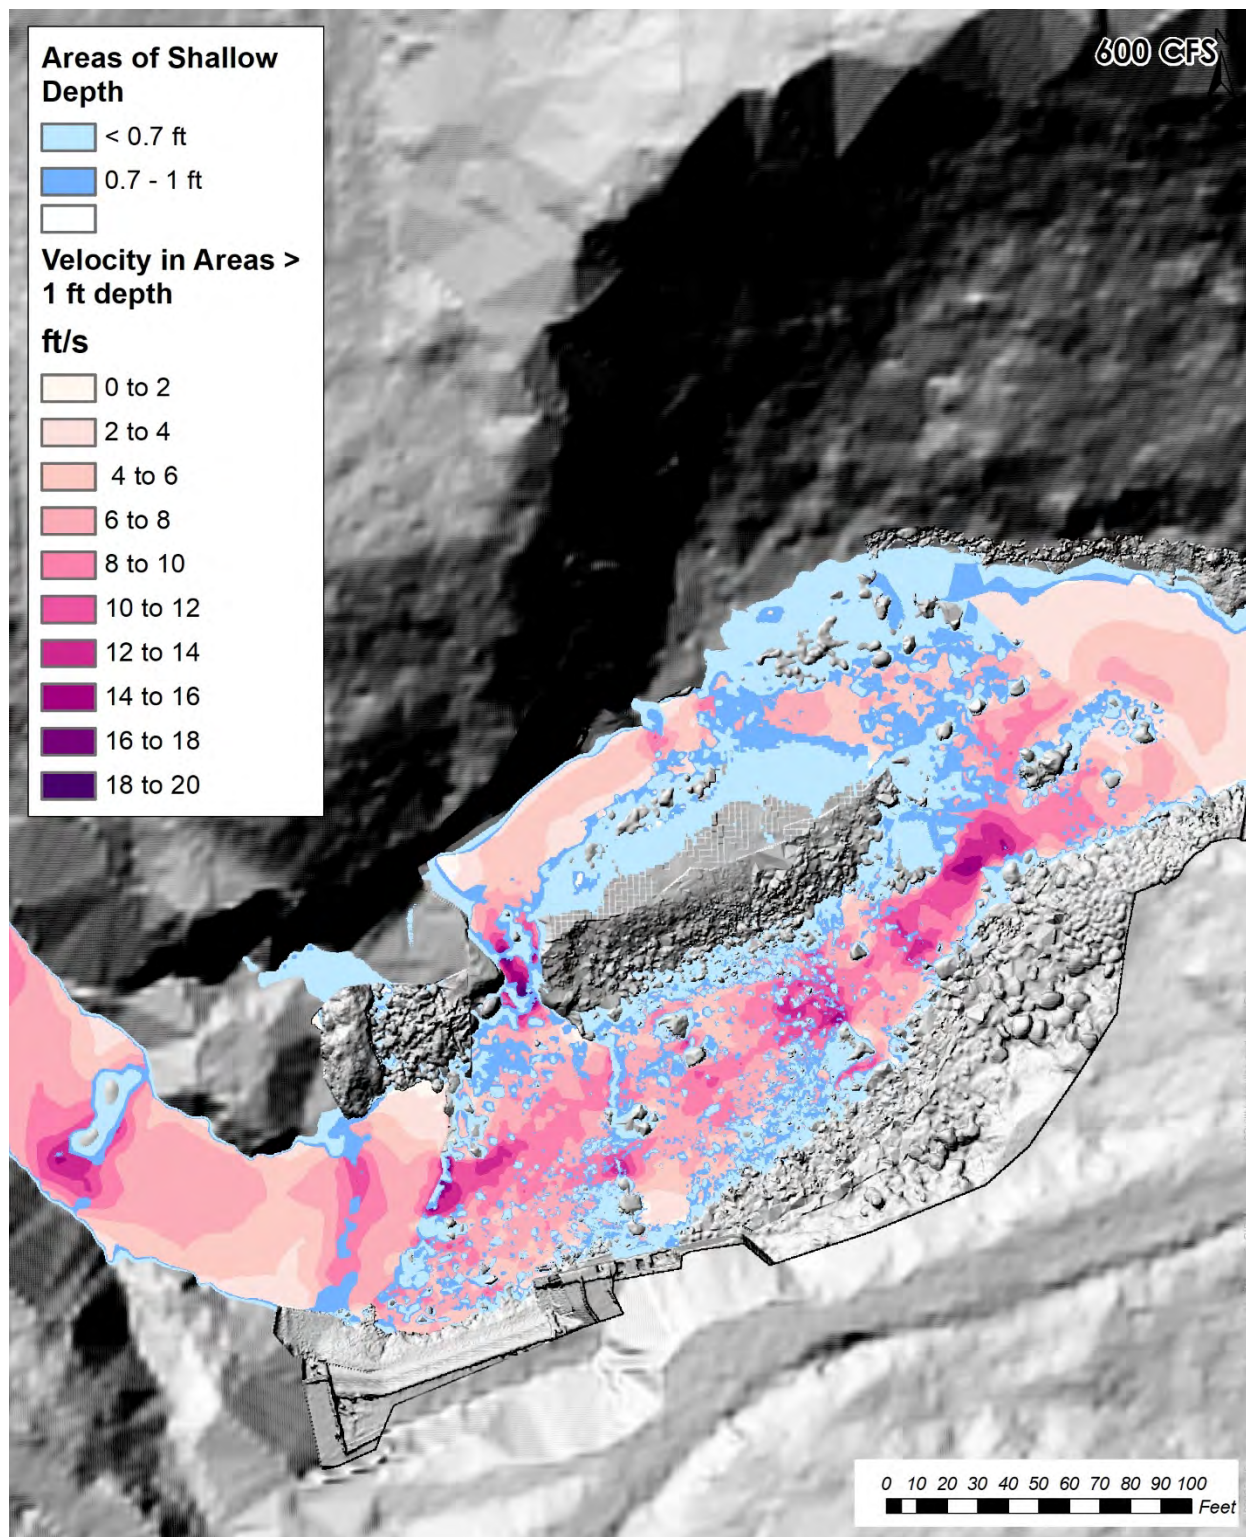 Areas of Shallow
Depth
< 0.7 ft
0.7 - 1 ft
Velocity in Areas >
1 ft depth
ft/s
0 to 2
2 to 4
4 to 6
6 to 8
8 to 10
10 to 12
12 to 14
14 to 16
16 to 18
18 to 20
600 CFS
0 10 20 30 40 50 60 70 80 90 100
Feet